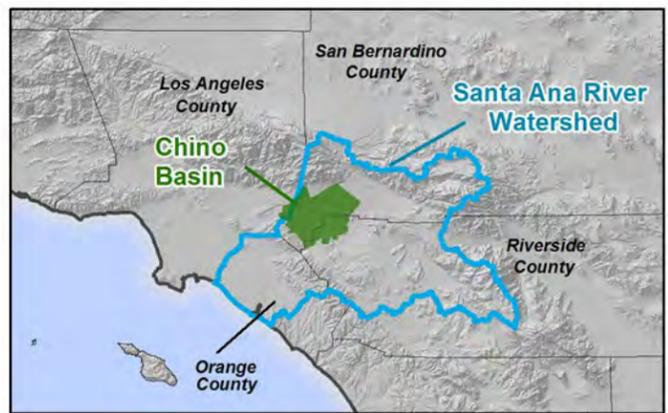 San Bernardino
County
Los Angeles
County
Santa Ana River
Watershed
Chino
Basin
Riverside
County
Orange
County